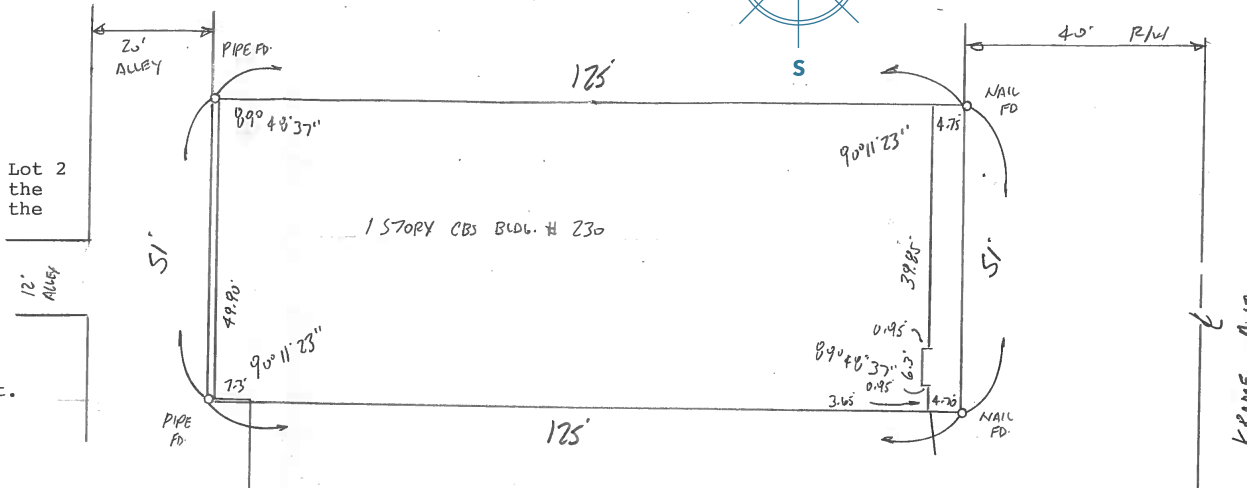 S
20'
ALLEY
PIPE FD.
125'
40' R/W
NAIL
FD
89°48'37"
90°11'23"
4.75'
Lot 2
the
the
1 STORY CBS BLDG. # 230
51'
51'
39.85'
12'
ALLEY
49.90'
0.95'
89°48'37"
6.3'
0.95'
90°11'23"
7.3'
3.65'
4.70'
t.
PIPE
FD.
125'
NAIL
FD.
KROME